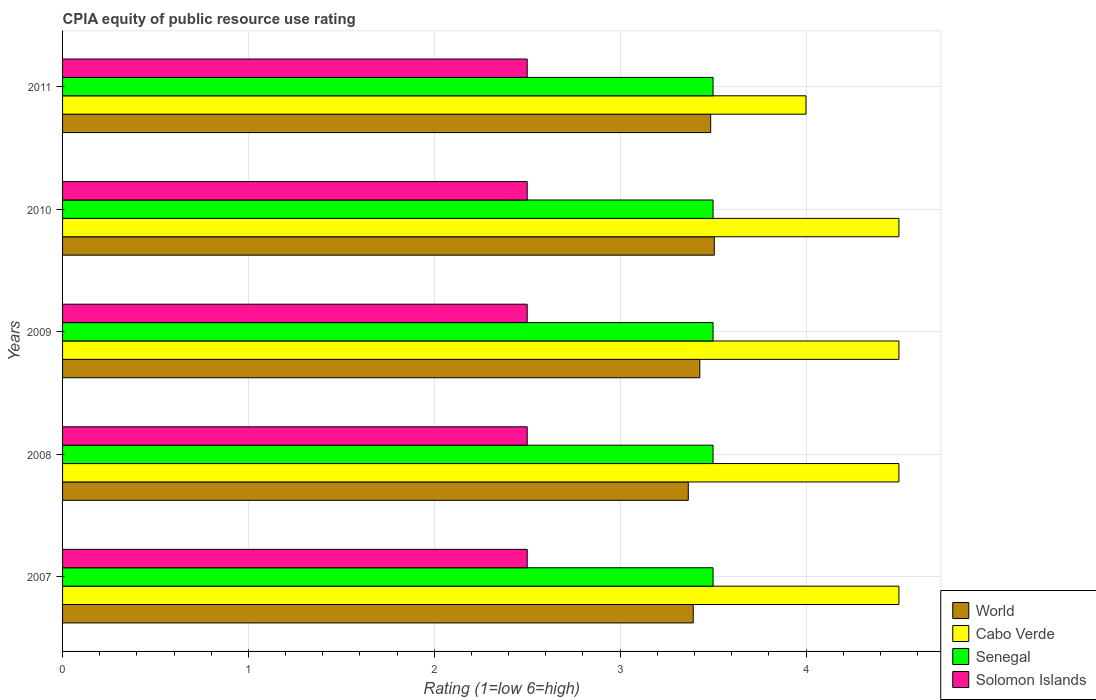 CPIA equity of public resource use rating
2011
2010
2009
2008
2007
Years
0
1
2
3
4
Rating (1=low 6=high)
World
Cabo Verde
Senegal
Solomon Islands